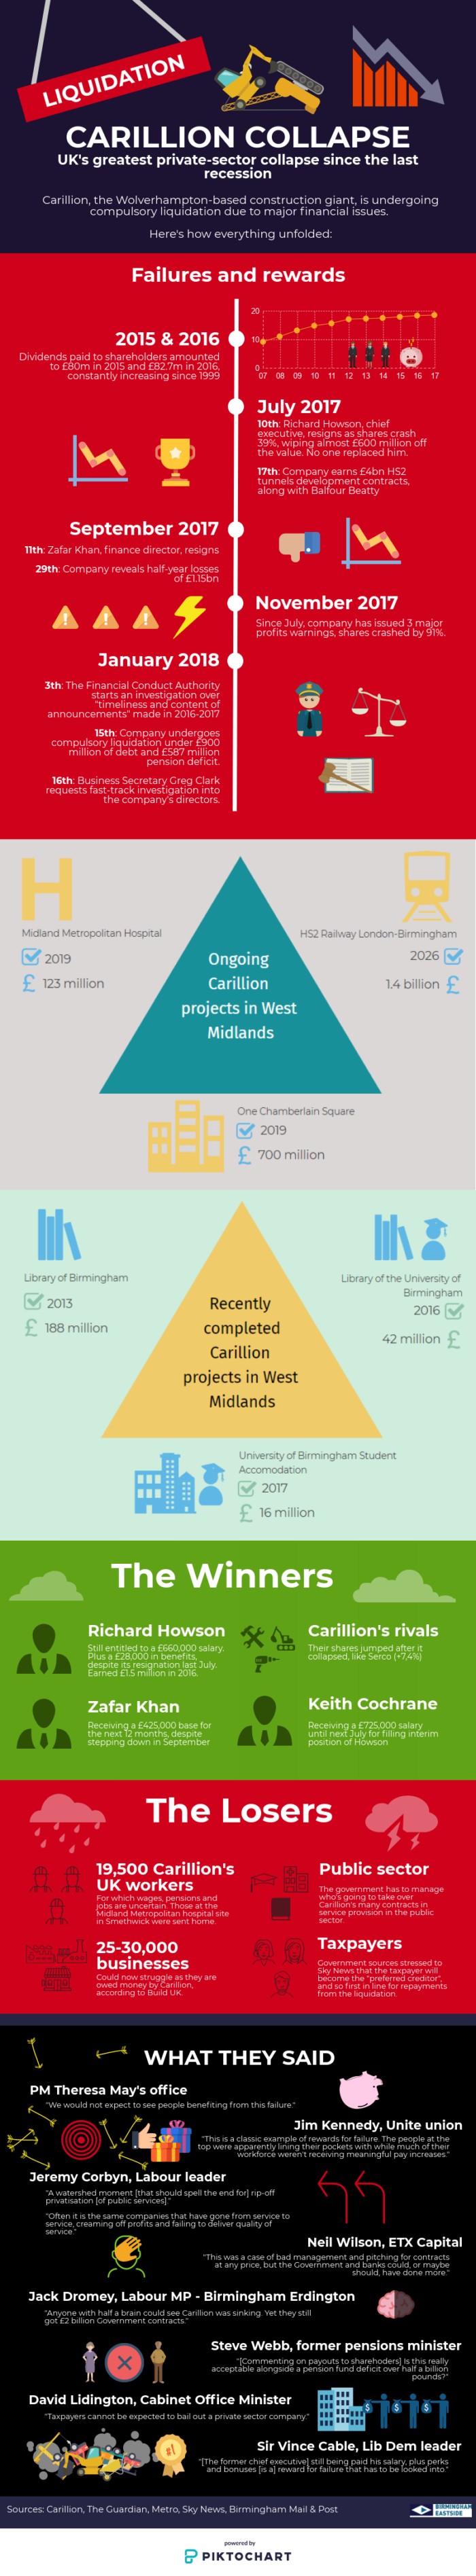 LIQUIDATION
CARILLION COLLAPSE
UK's greatest private-sector collapse since the last
recession
Carillion, the Wolverhampton-based construction giant, is undergoing
compulsory liquidation due to major financial issues.
Here's how everything unfolded:
Failures and rewards
20
10
0
07 08 09 10 11 12 13 14 15 16 17
2015 & 2016
Dividends paid to shareholders amounted
to £80m in 2015 and £82.7m in 2016,
constantly increasing since 1999
July 2017
10th: Richard Howson, chief
executive, resigns as shares crash
39%, wiping almost £600 million off
the value. No one replaced him.
17th: Company earns £4bn HS2
tunnels development contracts,
along with Balfour Beatty
September 2017
11th: Zafar Khan, finance director, resigns
29th: Company reveals half-year losses
of £1.15bn
November 2017
Since July, company has issued 3 major
profits warnings, shares crashed by 91%.
January 2018
3th: The Financial Conduct Authority
starts an investigation over
"timeliness and content of
announcements" made in 2016-2017
15th: Company undergoes
compulsory liquidation under £900
million of debt and £587 million
pension deficit.
16th: Business Secretary Greg Clark
requests fast-track investigation into
the company's directors.
H
Midland Metropolitan Hospital
2019
£ 123 million
HS2 Railway London-Birmingham
2026
1.4 billion £
Ongoing
Carillion
projects in West
Midlands
One Chamberlain Square
2019
£ 700 million
Library of Birmingham
2013
£ 188 million
Library of the University of
Birmingham
2016
42 million £
Recently
completed
Carillion
projects in West
Midlands
University of Birmingham Student
Accomodation
2017
£ 16 million
The Winners
Richard Howson
Still entitled to a £660,000 salary.
Plus a £28,000 in benefits,
despite its resignation last July.
Earned £1.5 million in 2016.
Carillion's rivals
Their shares jumped after it
collapsed, like Serco (+7,4%)
Zafar Khan
Receiving a £425,000 base for
the next 12 months, despite
stepping down in September
Keith Cochrane
Receiving a £725,000 salary
until next July for filling interim
position of Howson
The Losers
19,500 Carillion's
UK workers
For which wages, pensions and
jobs are uncertain. Those at the
Midland Metropolitan hospital site
in Smethwick were sent home.
Public sector
The government has to manage
who's going to take over
Carillion's many contracts in
service provision in the public
sector.
25-30,000
businesses
Could now struggle as they are
owed money by Carillion,
according to Build UK
Taxpayers
Government sources stressed to
Sky News that the taxpayer will
become the "preferred creditor",
and so first in line for repayments
from the liquidation.
WHAT THEY SAID
PM Theresa May's office
"We would not expect to see people benefiting from this failure."
Jim Kennedy, Unite union
"This is a classic example of rewards for failure. The people at the
top were apparently lining their pockets with while much of their
workforce weren't receiving meaningful pay increases."
Jeremy Corbyn, Labour leader
"A watershed moment [that should spell the end for] rip-off
privatisation [of public services]."
"Often it is the same companies that have gone from service to
service, creaming off profits and failing to deliver quality of
service."
Neil Wilson, ETX Capital
"This was a case of bad management and pitching for contracts
at any price, but the Government and banks could, or maybe
should, have done more."
Jack Dromey, Labour MP - Birmingham Erdington
"Anyone with half a brain could see Carillion was sinking. Yet they still
got £2 billion Government contracts."
Steve Webb, former pensions minister
"[Commenting on payouts to shareholders] Is this really
acceptable alongside a pension fund deficit over half a billion
pounds?"
David Lidington, Cabinet Office Minister
"Taxpayers cannot be expected to bail out a private sector company."
#1
Sir Vince Cable, Lib Dem leader
"[The former chief executive] still being paid his salary, plus perks
and bonuses [is a] reward for failure that has to be looked into."
Sources: Carillion, The Guardian, Metro, Sky News, Birmingham Mail & Post
BIRMINGHAM
EASTSIDE
powered by
PIKTOCHART